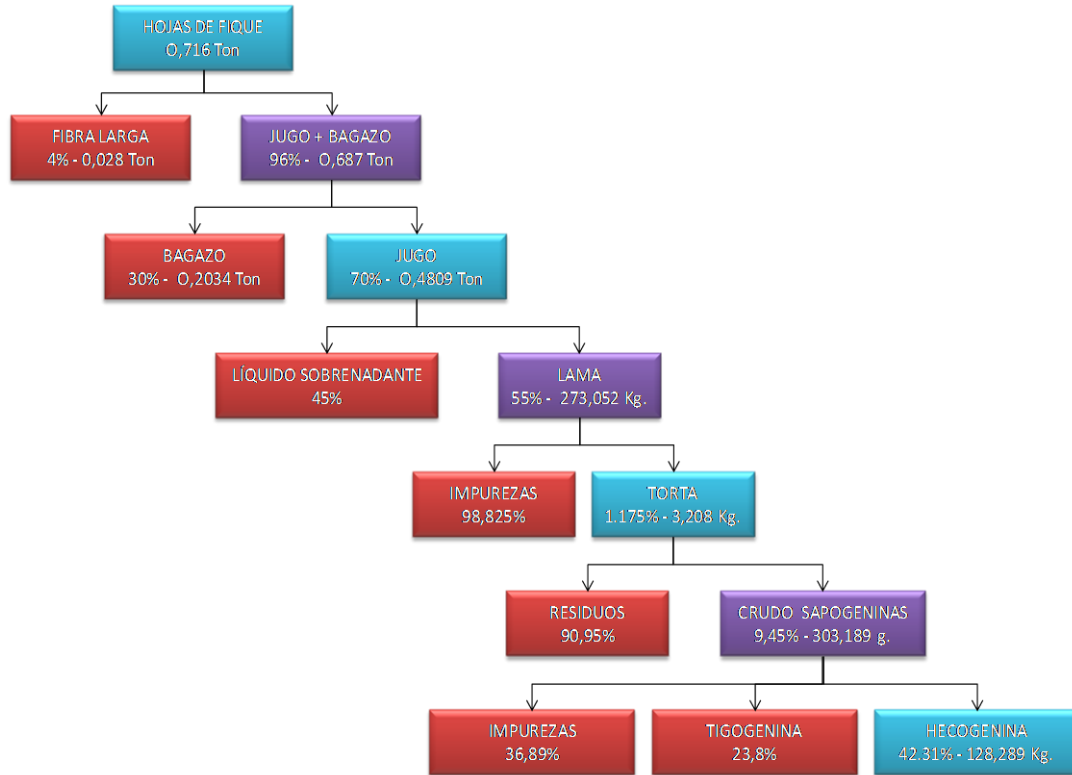 HOJAS DE FIQUE
O,716 Ton
FIBRA LARGA
4% - 0,028 Ton
JUGO + BAGAZO
96% - O,687 Ton
BAGAZO
30% - O,2034 Ton
JUGO
70% - O,4809 Ton
LÍQUIDO SOBRENADANTE
45%
LAMA
55% - 273,052 Kg.
IMPUREZAS
98,825%
TORTA
1.175% - 3,208 Kg.
RESIDUOS
90,95%
CRUDO SAPOGENINAS
9,45% - 303,189 g.
IMPUREZAS
36,89%
TIGOGENINA
23,8%
HECOGENINA
42.31% - 128,289 Kg.